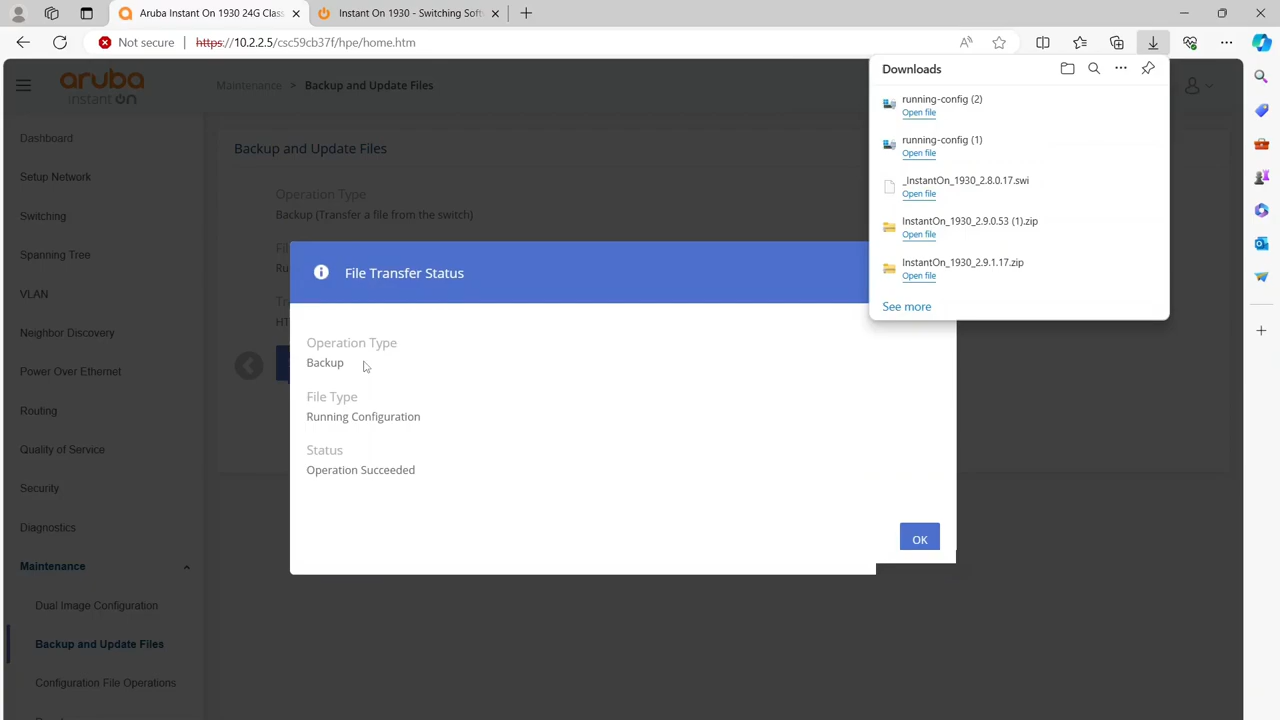 Aruba Instant On 1930 24G Class
Instant On 1930 - Switching Soft
Not secure
https://10.2.2.5/csc59cb37f/hpe/home.htm
Downloads
running-config (2)
Open file
running-config (1)
Open file
_InstantOn_1930_2.8.0.17.swi
Open file
InstantOn_1930_2.9.0.53 (1).zip
Open file
InstantOn_1930_2.9.1.17.zip
Open file
See more
aruba
instant on
Maintenance > Backup and Update Files
Dashboard
Setup Network
Switching
Spanning Tree
VLAN
Neighbor Discovery
Power Over Ethernet
Routing
Quality of Service
Security
Diagnostics
Maintenance
Dual Image Configuration
Backup and Update Files
Configuration File Operations
Backup and Update Files
Operation Type
Backup (Transfer a file from the switch)
File Transfer Status
Operation Type
Backup
File Type
Running Configuration
Status
Operation Succeeded
OK